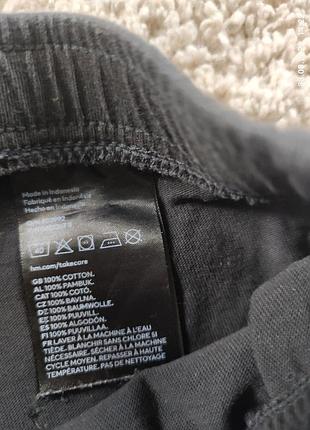 Made in Indonesia
Fabriqué en Indonésie
Hecho en Indonesia
40
hm.com/takecare
GB 100% COTTON.
AL 100% PAMBUK.
CAT 100% COTÓ.
CZ 100% BAVLNA.
DE 100% BAUMWOLLE.
EE 100% PUUVILL.
ES 100% ALGODÓN.
FI 100% PUUVILLAA.
FR LAVER À LA MACHINE À L'EAU
TIÈDE. BLANCHIR SANS CHLORE SI
NÉCESSAIRE. SÉCHER À LA MACHINE
CYCLE MOYEN. REPASSER À HAUTE
TEMPÉRATURE. PAS DE NETTOYAGE